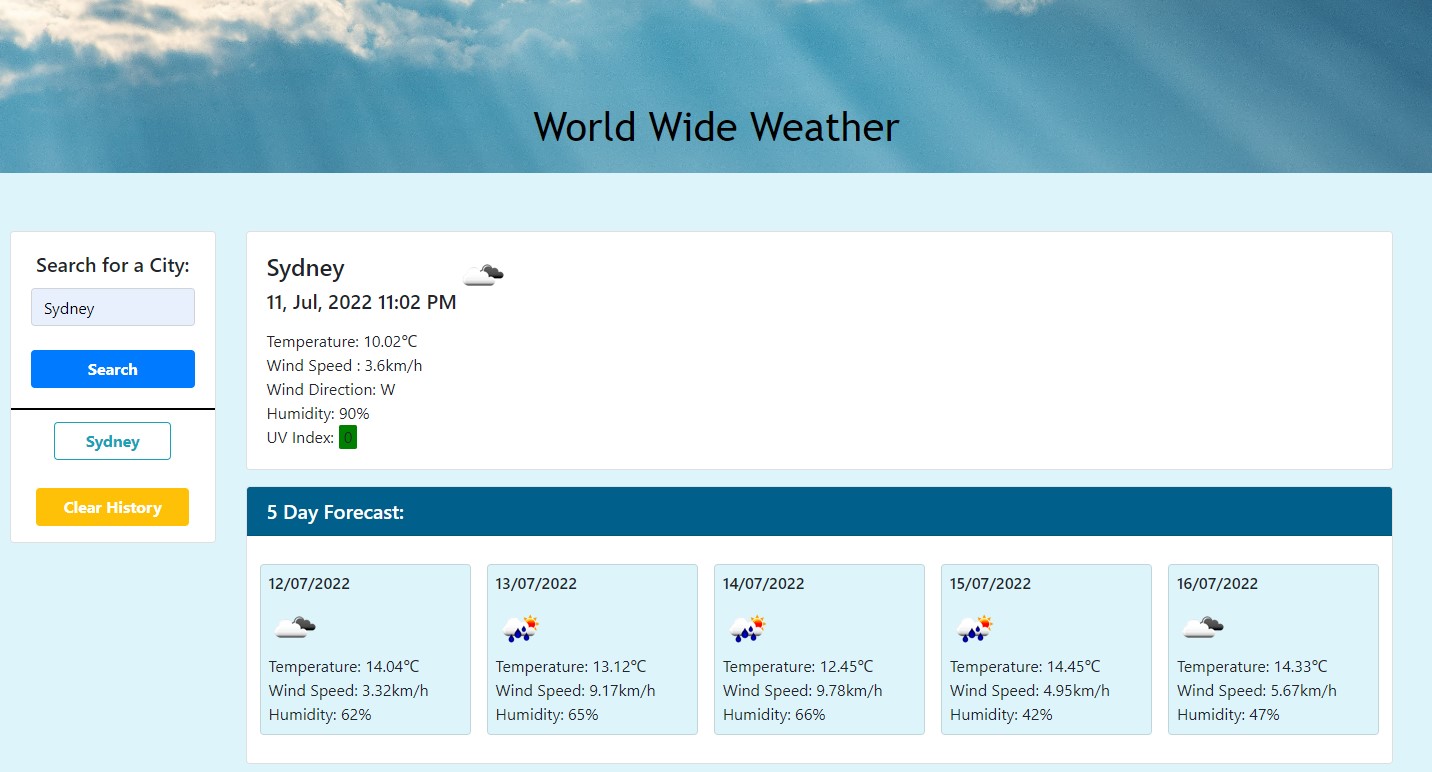 World Wide Weather
Search for a City:
Sydney
Search
Sydney
Clear History
Sydney
11, Jul, 2022 11:02 PM
Temperature: 10.02℃
Wind Speed : 3.6km/h
Wind Direction: W
Humidity: 90%
UV Index: 0
5 Day Forecast:
12/07/2022
Temperature: 14.04℃
Wind Speed: 3.32km/h
Humidity: 62%
13/07/2022
Temperature: 13.12℃
Wind Speed: 9.17km/h
Humidity: 65%
14/07/2022
Temperature: 12.45℃
Wind Speed: 9.78km/h
Humidity: 66%
15/07/2022
Temperature: 14.45℃
Wind Speed: 4.95km/h
Humidity: 42%
16/07/2022
Temperature: 14.33℃
Wind Speed: 5.67km/h
Humidity: 47%